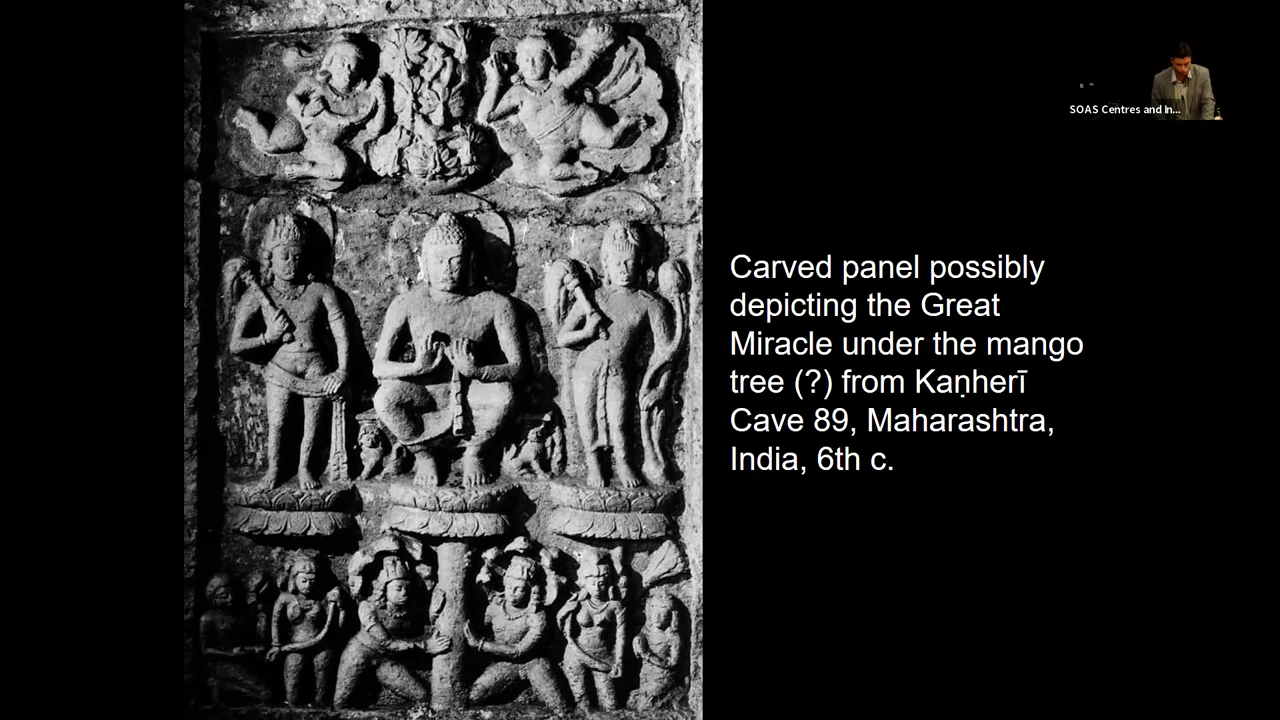 SOAS Centres and In...
Carved panel possibly
depicting the Great
Miracle under the mango
tree (?) from Kaṇherī
Cave 89, Maharashtra,
India, 6th c.